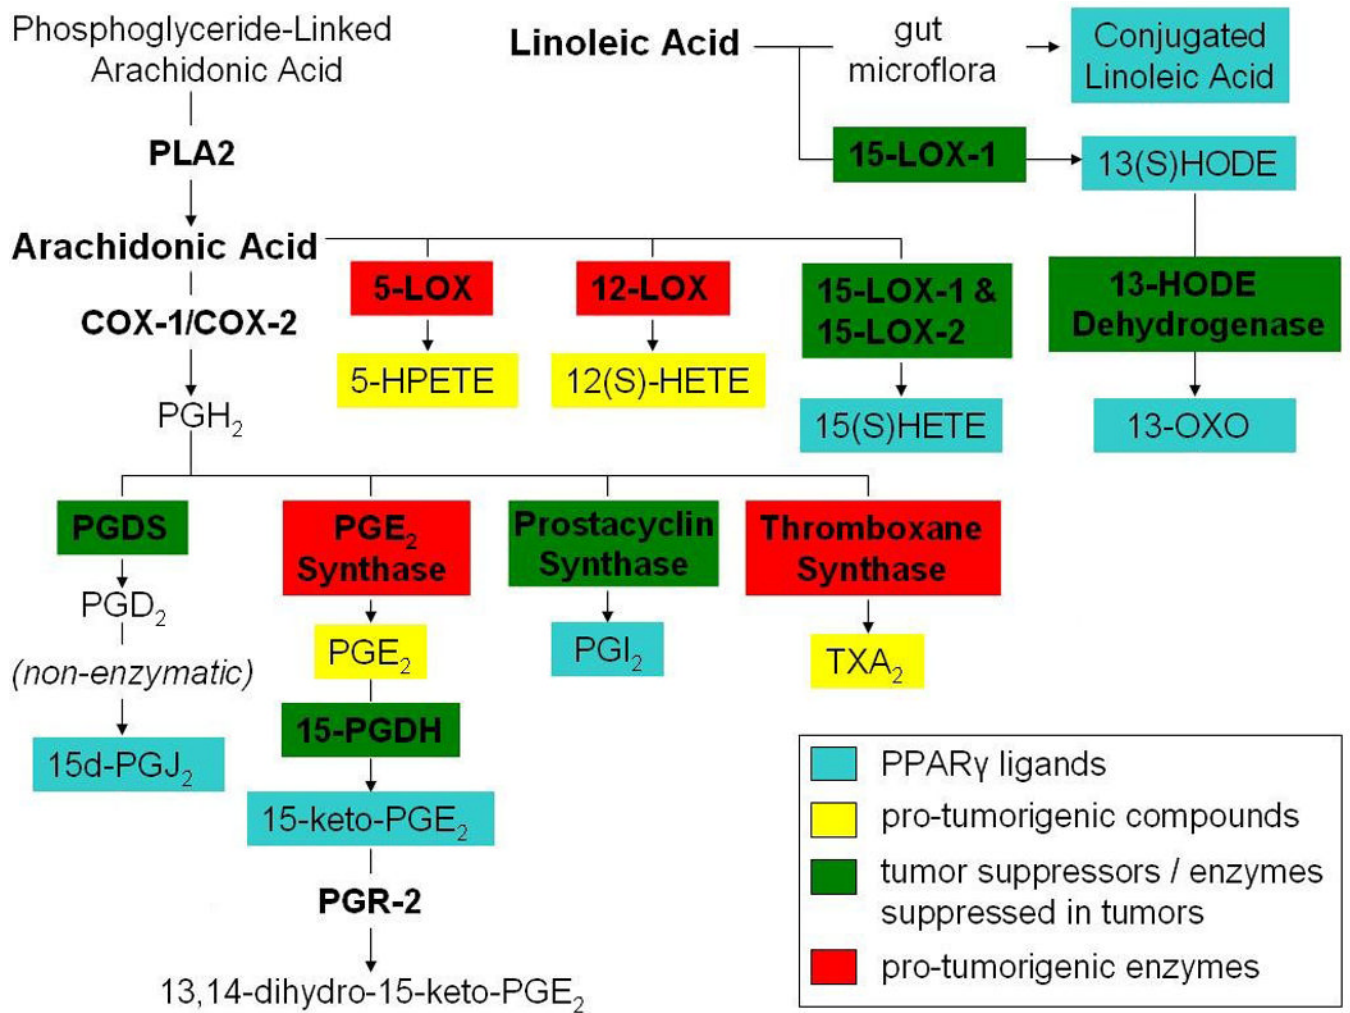 Phosphoglyceride-Linked
Arachidonic Acid
PLA2
Arachidonic Acid
COX-1/COX-2
PGH₂
Linoleic Acid
gut
microflora
Conjugated
Linoleic Acid
15-LOX-1
13(S)HODE
13-HODE
Dehydrogenase
13-OXO
5-LOX
5-HPETE
12-LOX
12(S)-HETE
15-LOX-1 &
15-LOX-2
15(S)HETE
PGDS
PGD₂
(non-enzymatic)
15d-PGJ₂
PGE₂
Synthase
PGE₂
15-PGDH
15-keto-PGE₂
PGR-2
13,14-dihydro-15-keto-PGE₂
Prostacyclin
Synthase
PGI₂
Thromboxane
Synthase
TXA₂
PPARγ ligands
pro-tumorigenic compounds
tumor suppressors / enzymes
suppressed in tumors
pro-tumorigenic enzymes